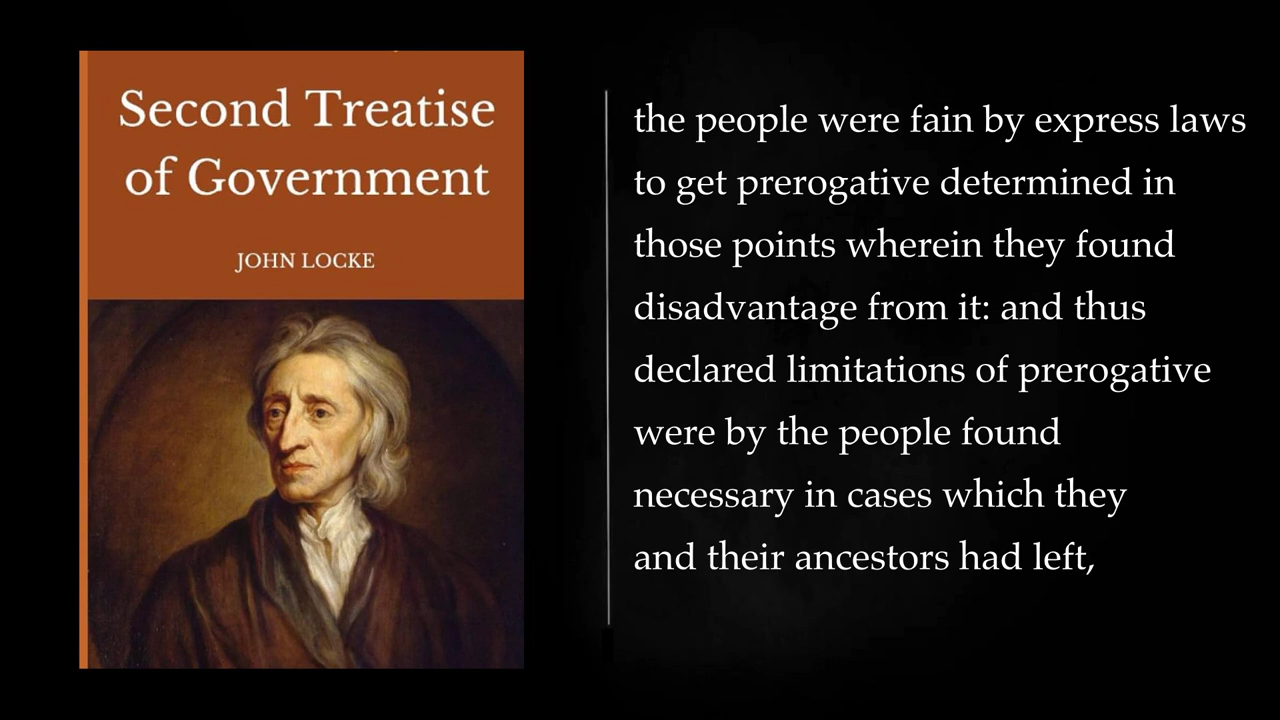 Second Treatise
of Government
JOHN LOCKE
the people were fain by express laws
to get prerogative determined in
those points wherein they found
disadvantage from it: and thus
declared limitations of prerogative
were by the people found
necessary in cases which they
and their ancestors had left,